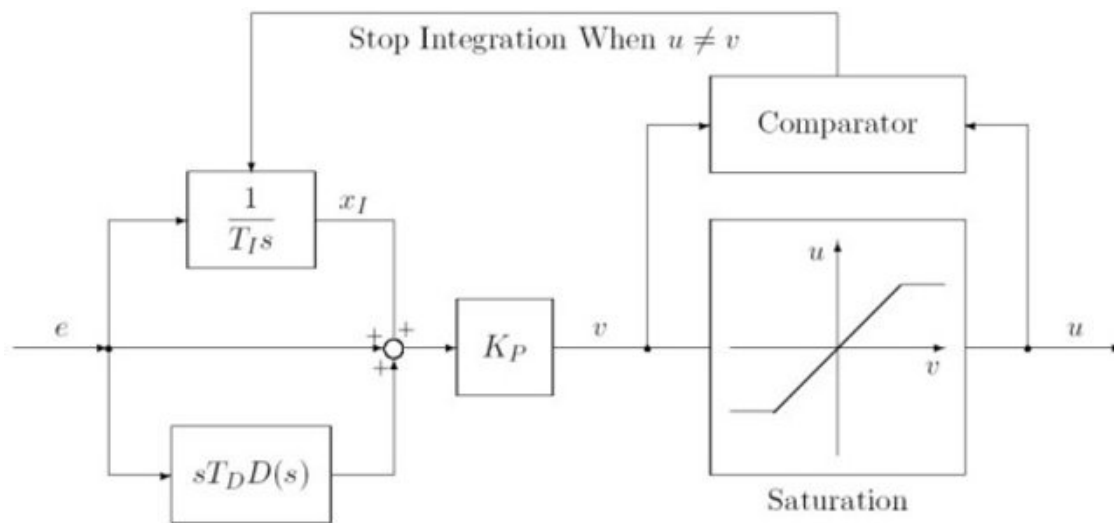 Stop Integration When u ≠ v
Comparator
1
T_I s
x_I
u
e
+
+
+
K_P
v
v
u
sT_D D(s)
Saturation